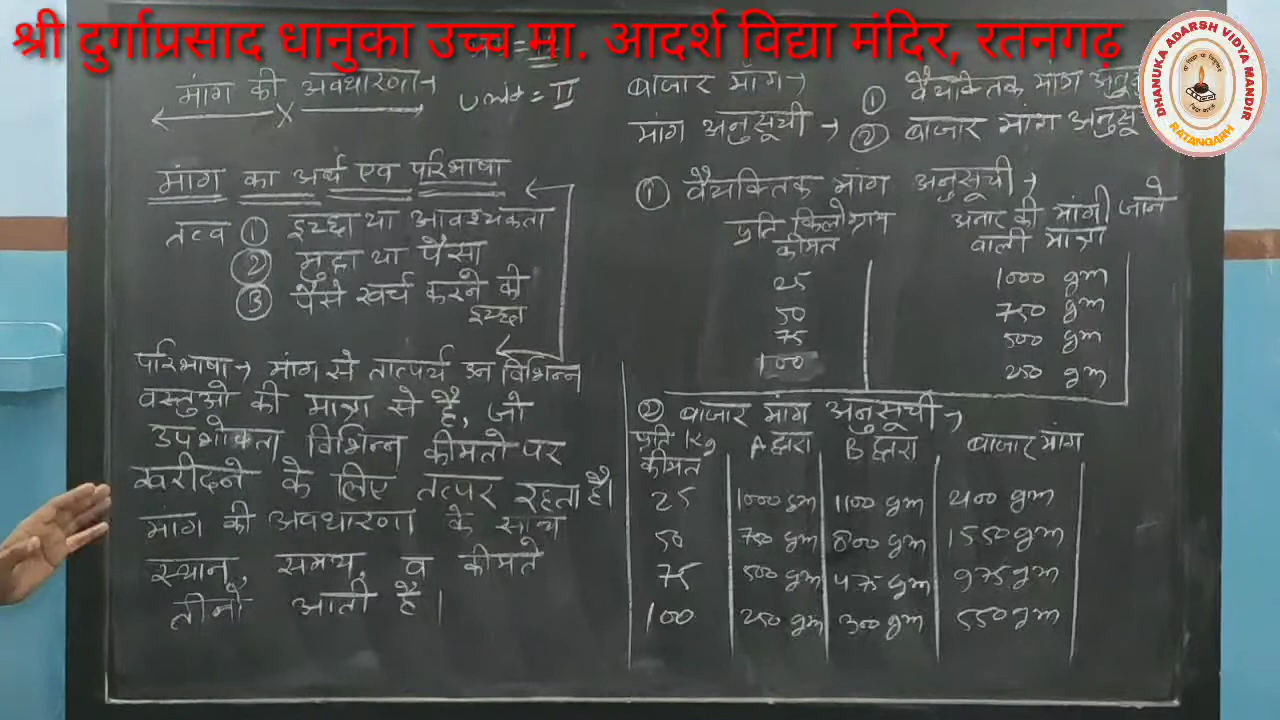 श्री दुर्गाप्रसाद धानुका उच्च मा. आदर्श विद्या मंदिर, रतनगढ़
DHANUKA ADARSH VIDYA MANDIR
RATANGARH
मांग की अवधारणा→
Unit = II
मांग का अर्थ एवं परिभाषा
तत्व ① इच्छा या आवश्यकता
② मुद्रा या पैसा
③ पैसे खर्च करने की
इच्छा
परिभाषा→ मांग से तात्पर्य उन विभिन्न
वस्तुओ की मात्रा से है, जो
उपभोक्ता विभिन्न कीमतो पर
खरीदने के लिए तत्पर रहता है।
मांग की अवधारणा के साथ
स्थान, समय, व कीमते
तीनो आती है।
बाजार मांग→
मांग अनुसूची → ① वैयक्तिक मांग अनुसू
② बाजार मांग अनुसू
① वैयक्तिक मांग अनुसूची→
प्रति किलोग्राम कीमत अनार की मांगी जाने वाली मात्रा
25 1000 gm
50 750 gm
75 500 gm
100 250 gm
② बाजार मांग अनुसूची→
प्रति Kg कीमत A द्वारा B द्वारा बाजार मांग
25 1000 gm 1100 gm 2100 gm
50 750 gm 800 gm 1550 gm
75 500 gm 475 gm 975 gm
100 250 gm 300 gm 550 gm